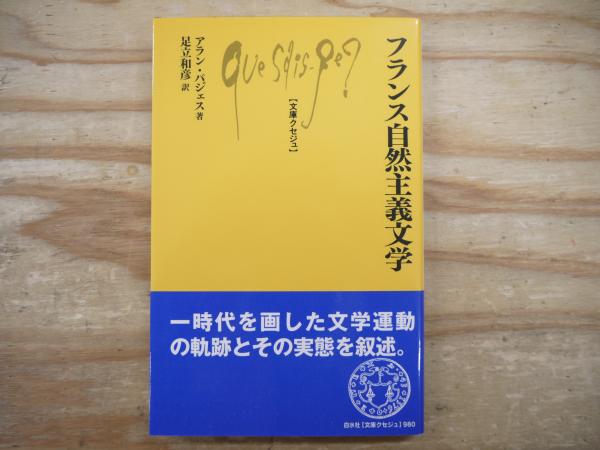 フランス自然主義文学
Que sais-je?
【文庫クセジュ】
アラン・パジェス 著
足立和彦 訳
一時代を画した文学運動
の軌跡とその実態を叙述。
白水社【文庫クセジュ】980